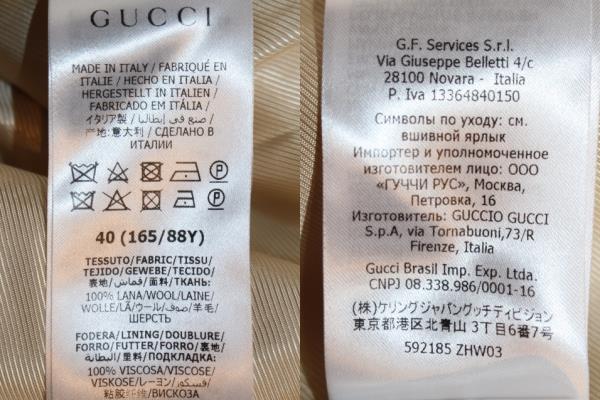 GUCCI
MADE IN ITALY / FABRIQUÉ EN
ITALIE / HECHO EN ITALIA /
HERGESTELLT IN ITALIEN /
FABRICADO EM ITÁLIA /
イタリア製 / صنع في إيطاليا /
产地:意大利 / СДЕЛАНО В
ИТАЛИИ
P
P
40 (165/88Y)
TESSUTO/FABRIC/TISSU/
TEJIDO/GEWEBE/TECIDO/
表地/قماش/面料/ТКАНЬ:
100% LANA/WOOL/LAINE/
WOLLE/LÃ/ウール/صوف/羊毛/
ШЕРСТЬ
FODERA/LINING/DOUBLURE/
FORRO/FUTTER/FORRO/裏地/
البطانة/里料/ПОДКЛАДКА:
100% VISCOSA/VISCOSE/
VISKOSE/レーヨン/فسكوز/
粘胶纤维/ВИСКОЗА
G.F. Services S.r.l.
Via Giuseppe Belletti 4/c
28100 Novara - Italia
P. Iva 13364840150
Символы по уходу: см.
вшивной ярлык
Импортер и уполномоченное
изготовителем лицо: ООО
«ГУЧЧИ РУС», Москва,
Петровка, 16
Изготовитель: GUCCIO GUCCI
S.p.A, via Tornabuoni,73/R
Firenze, Italia
Gucci Brasil Imp. Exp. Ltda.
CNPJ 08.338.986/0001-16
(株)ケリングジャパングッチディビジョン
東京都港区北青山 3丁目6番7号
592185 ZHW03